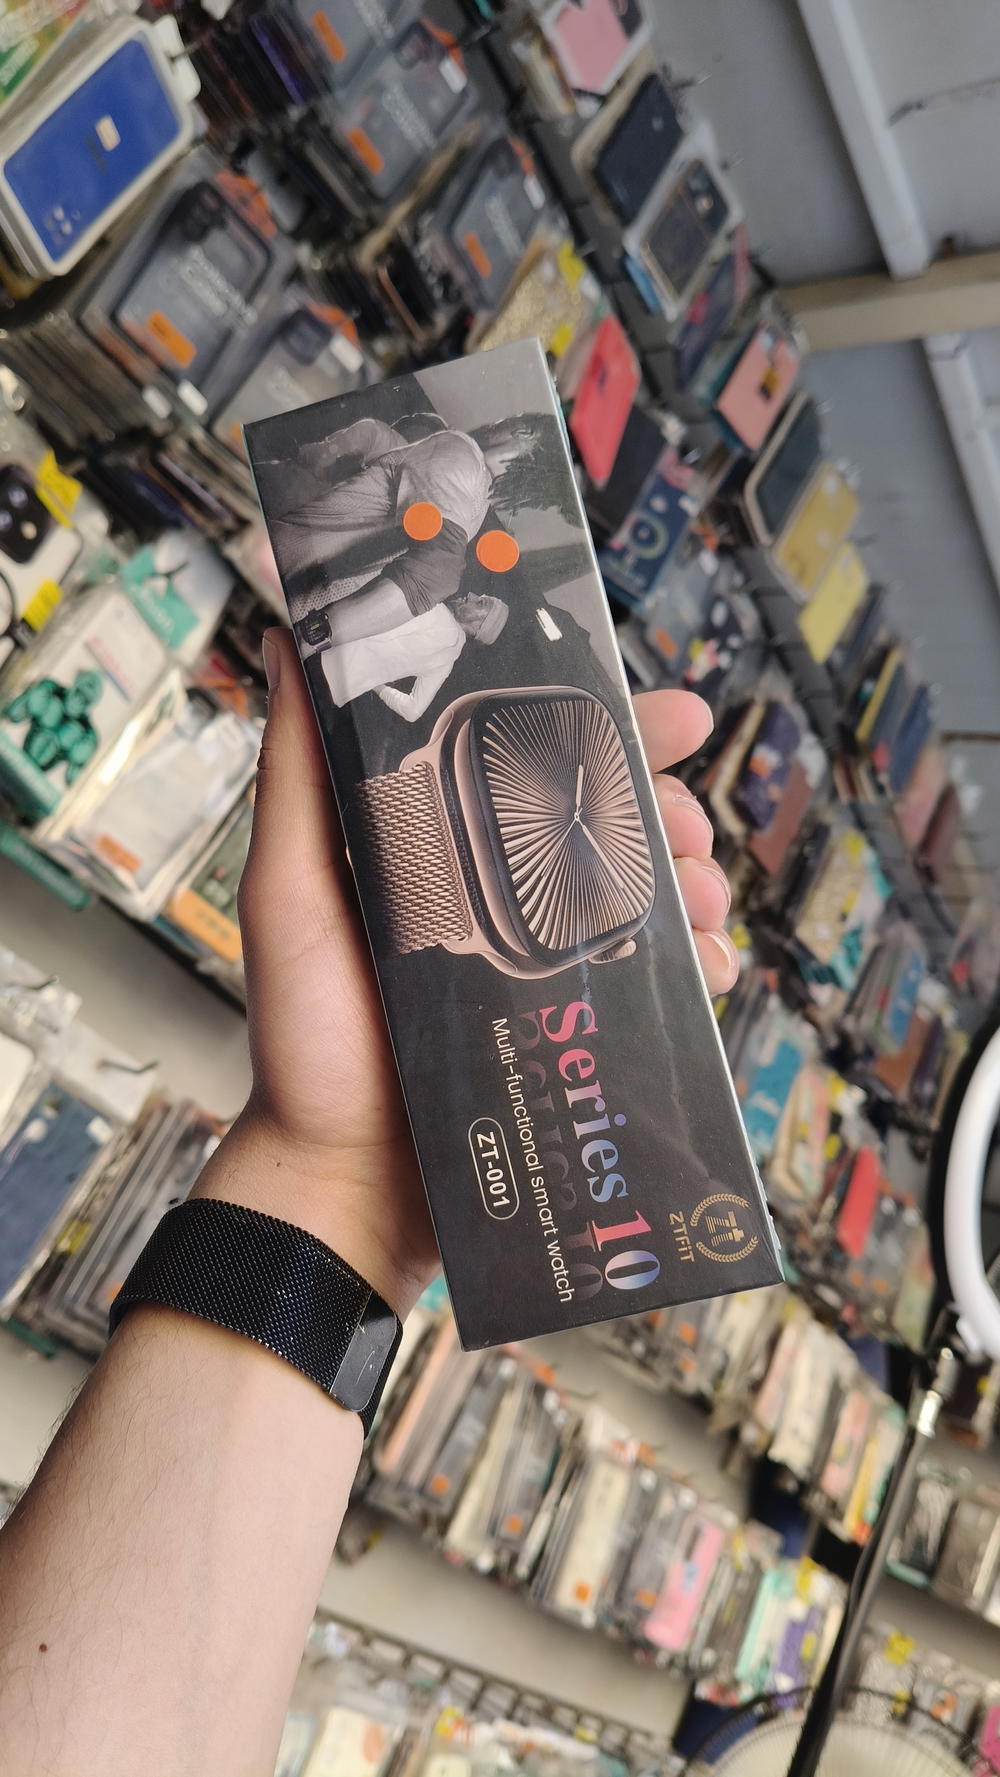 ZTFIT
Series 10
Multi-functional smart watch
ZT-001